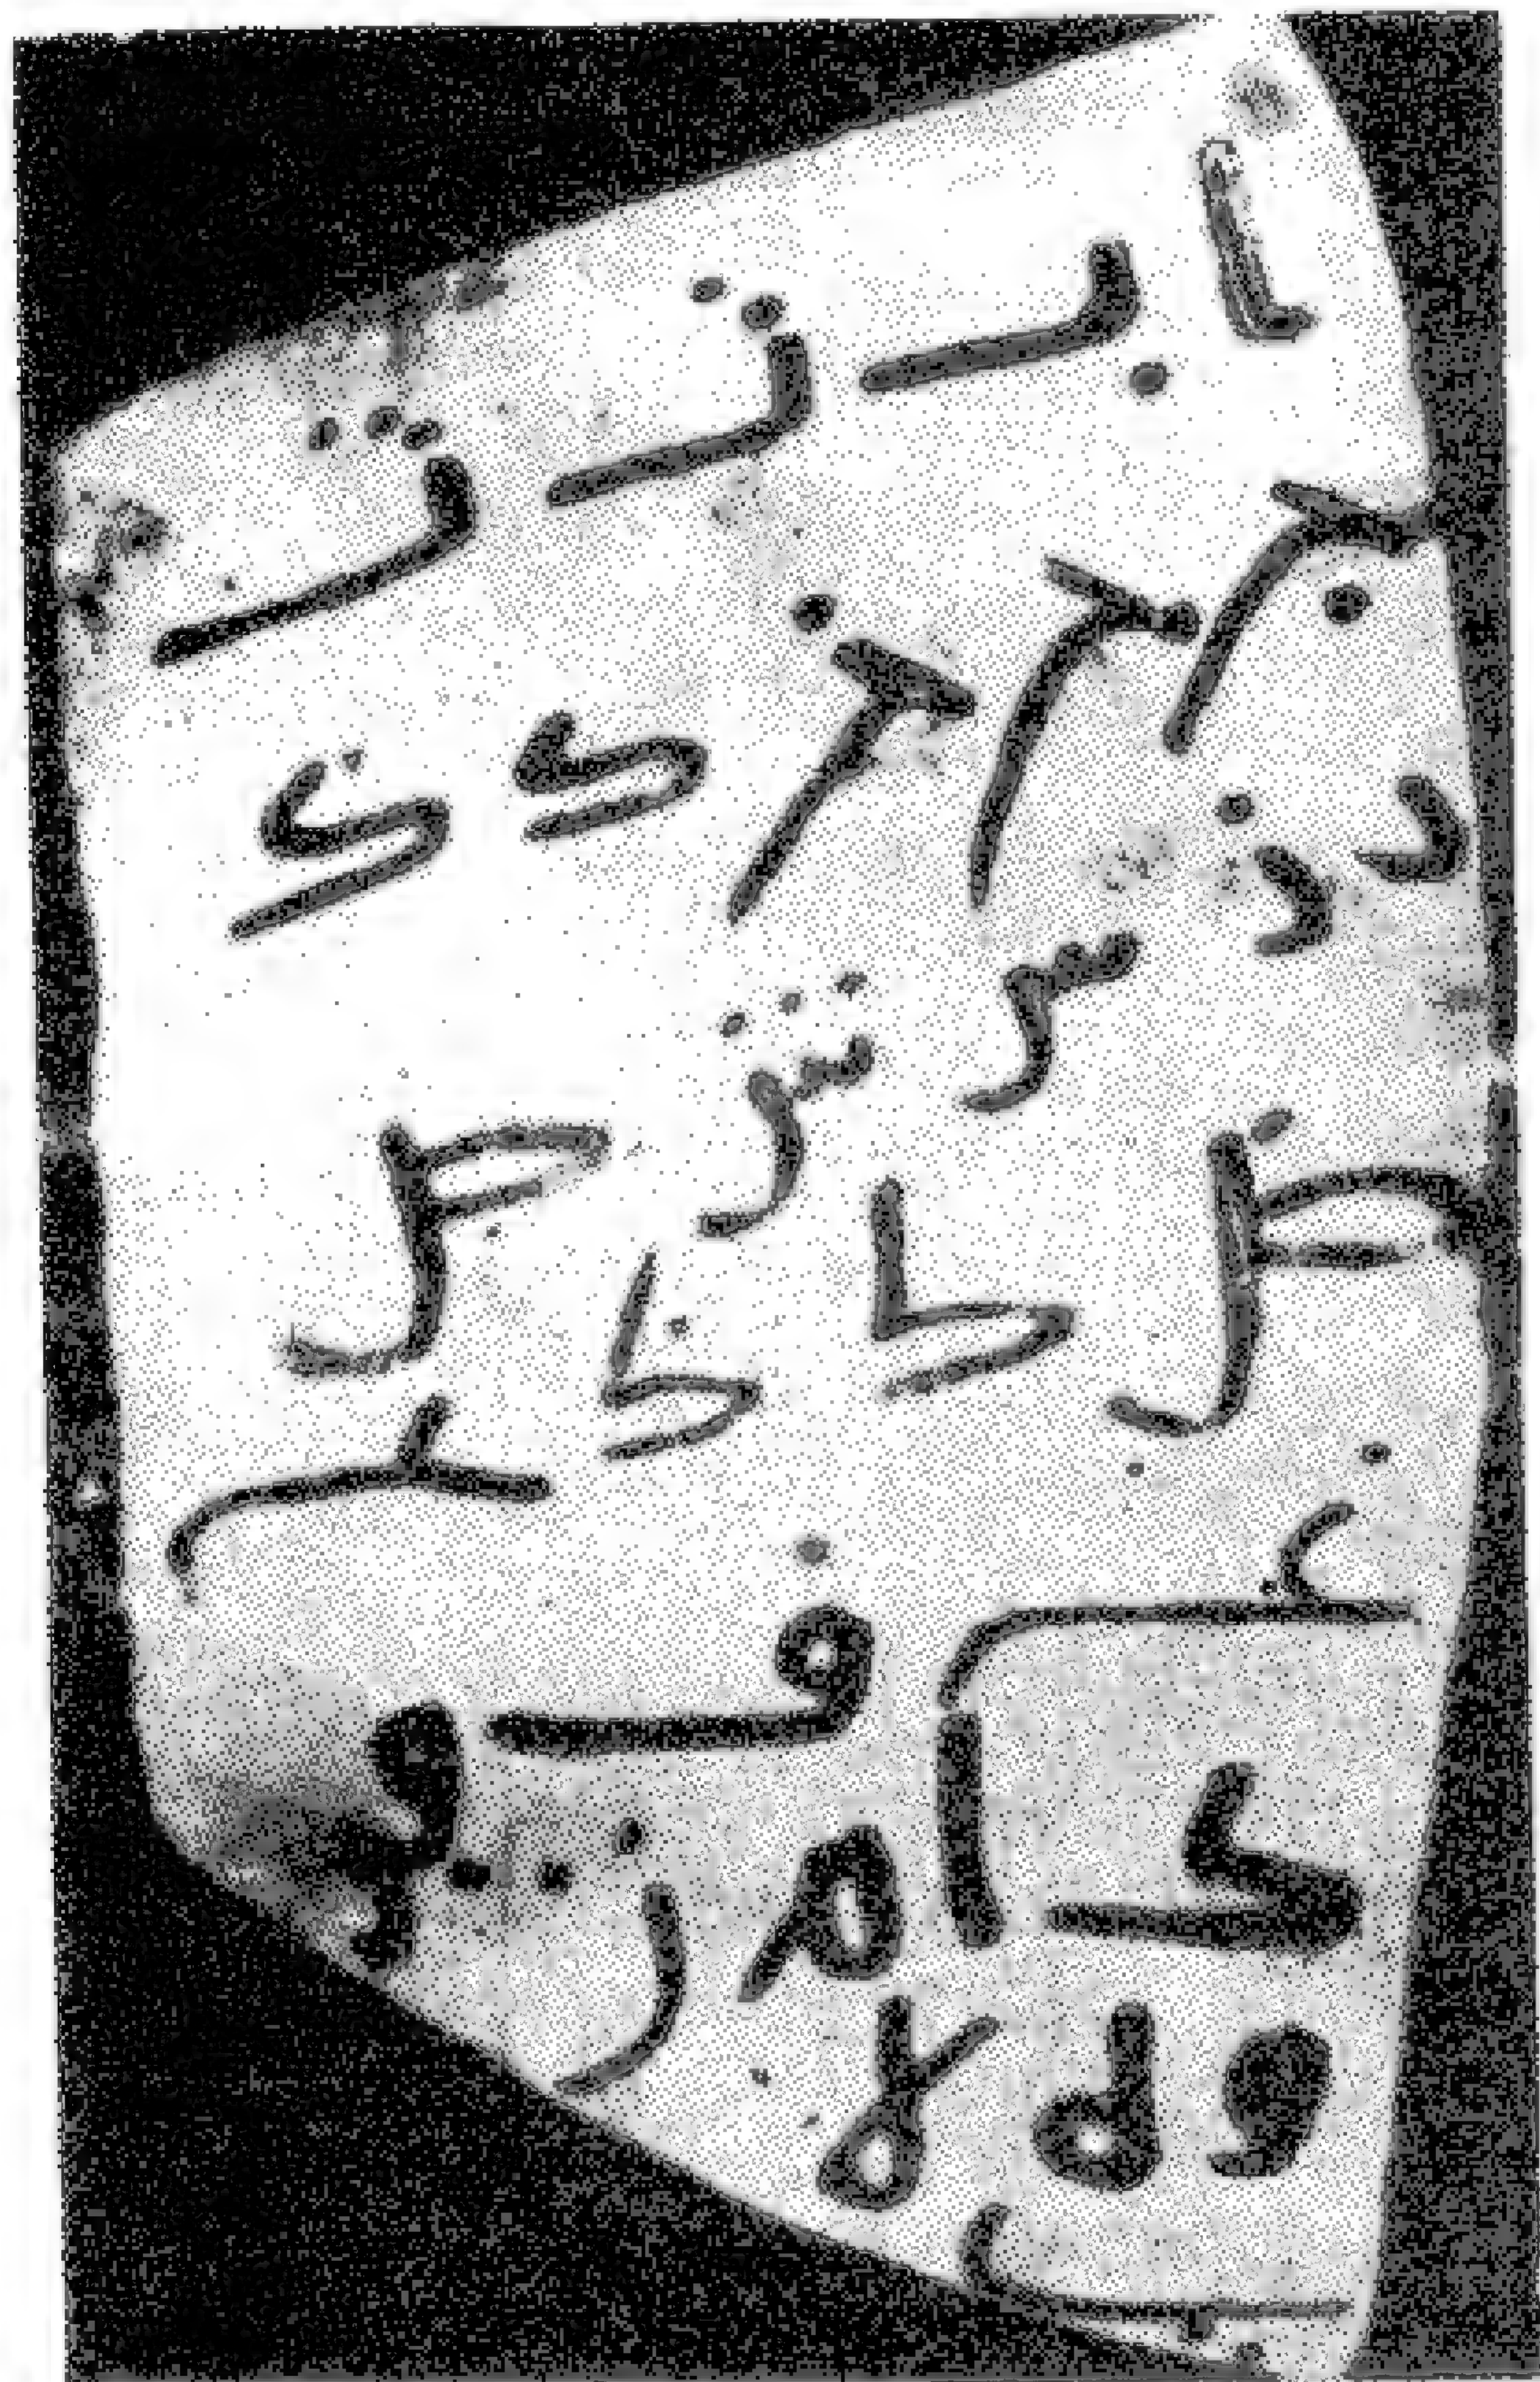 ا ب ت ث
ج ح خ د ذ
ر ز س ش ص
ض ط ظ ع
غ ف ق
ك ل م ن
و ه لا
ى